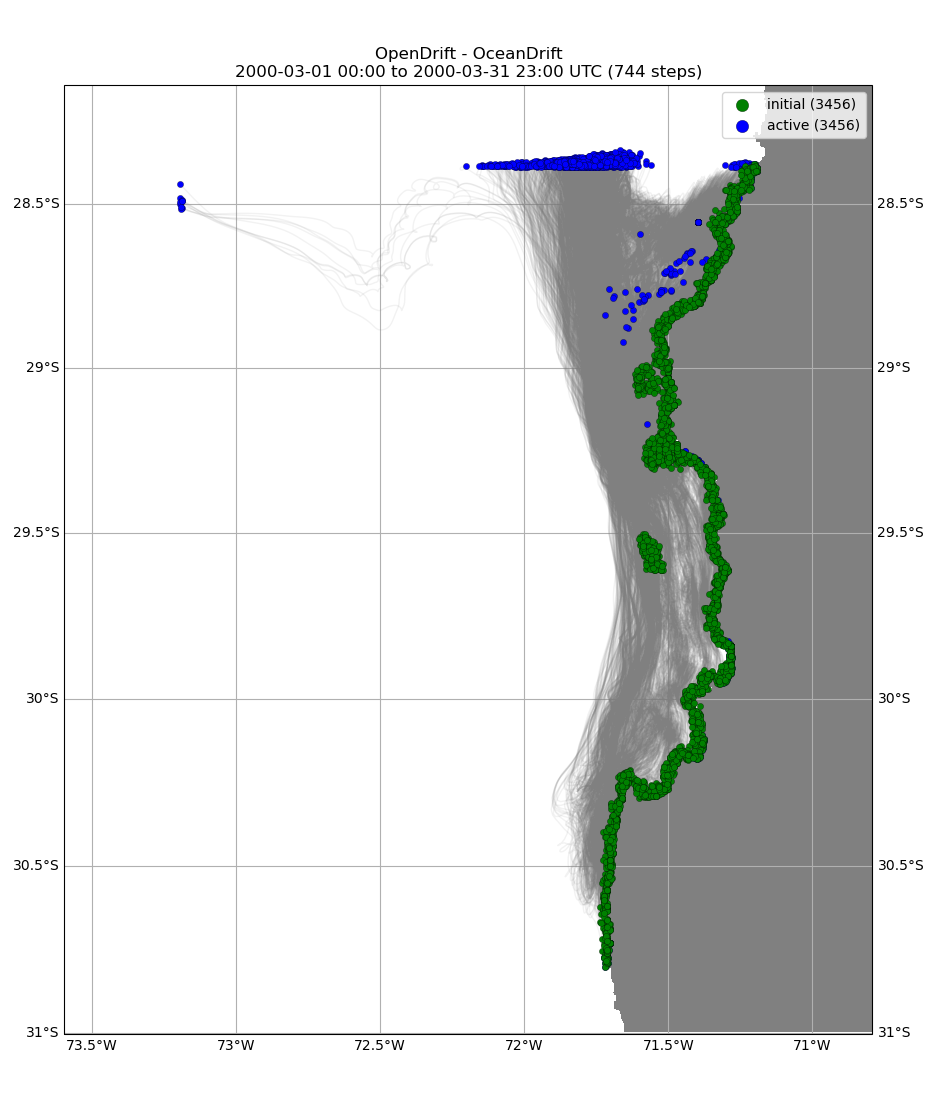 OpenDrift - OceanDrift
2000-03-01 00:00 to 2000-03-31 23:00 UTC (744 steps)
initial (3456)
active (3456)
28.5°S 28.5°S
29°S 29°S
29.5°S 29.5°S
30°S 30°S
30.5°S 30.5°S
31°S 31°S
73.5°W 73°W 72.5°W 72°W 71.5°W 71°W